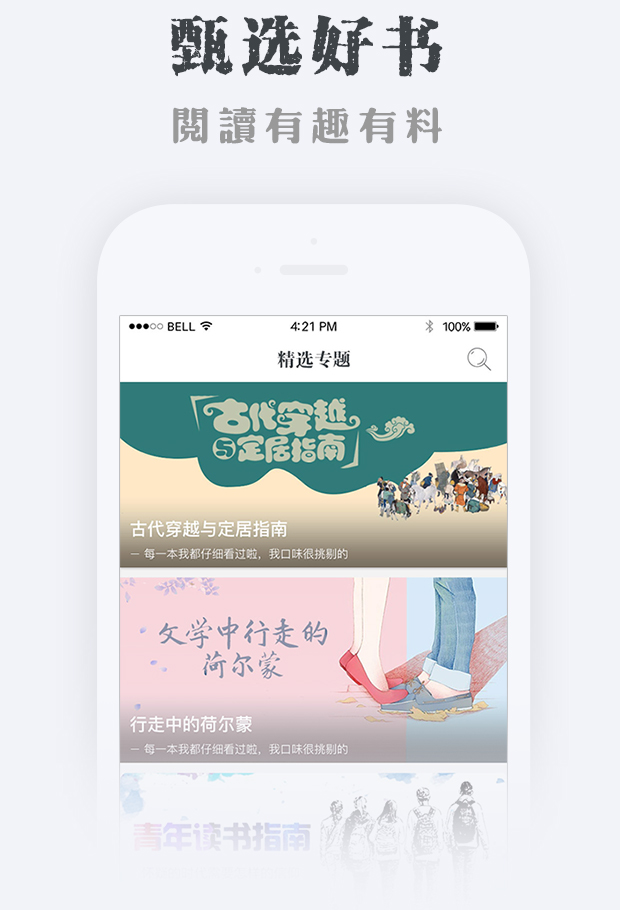 甄选好书
閱讀有趣有料
BELL 4:21 PM 100%
精选专题
古代穿越
与定居指南
古代穿越与定居指南
— 每一本我都仔细看过啦，我口味很挑剔的
文学中行走的
荷尔蒙
行走中的荷尔蒙
— 每一本我都仔细看过啦，我口味很挑剔的
青年读书指南